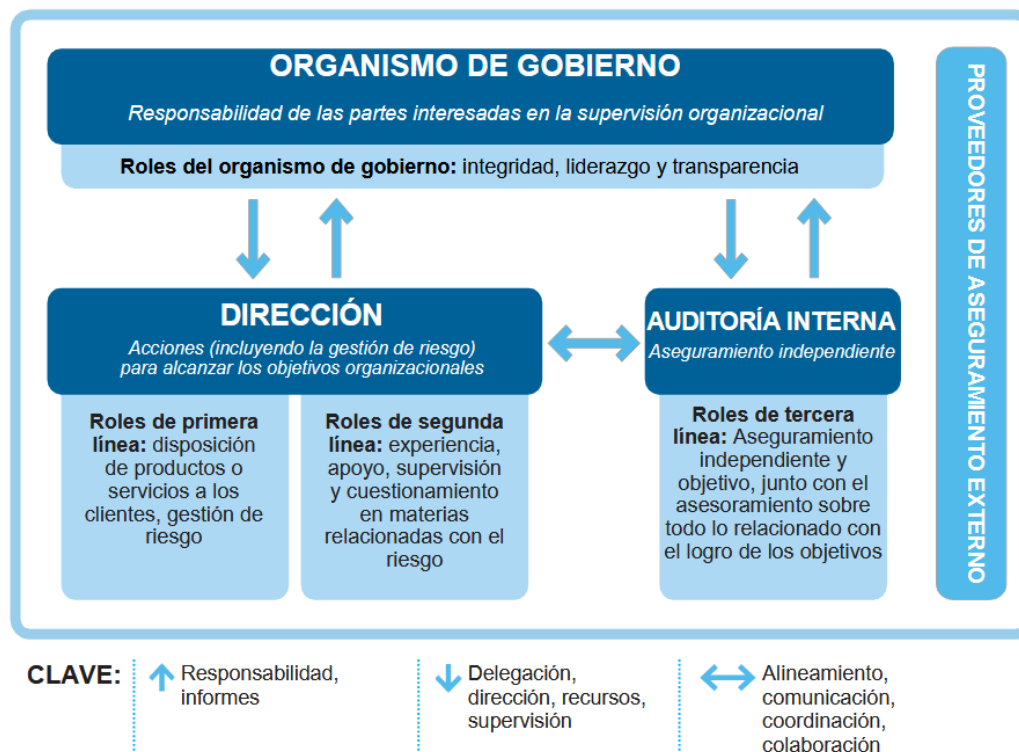 ORGANISMO DE GOBIERNO
Responsabilidad de las partes interesadas en la supervisión organizacional
Roles del organismo de gobierno: integridad, liderazgo y transparencia
DIRECCIÓN
Acciones (incluyendo la gestión de riesgo)
para alcanzar los objetivos organizacionales
Roles de primera
línea: disposición
de productos o
servicios a los
clientes, gestión de
riesgo
Roles de segunda
línea: experiencia,
apoyo, supervisión
y cuestionamiento
en materias
relacionadas con el
riesgo
AUDITORÍA INTERNA
Aseguramiento independiente
Roles de tercera
línea: Aseguramiento
independiente y
objetivo, junto con el
asesoramiento sobre
todo lo relacionado con
el logro de los objetivos
PROVEEDORES DE ASEGURAMIENTO EXTERNO
CLAVE:
Responsabilidad,
informes
Delegación,
dirección, recursos,
supervisión
Alineamiento,
comunicación,
coordinación,
colaboración